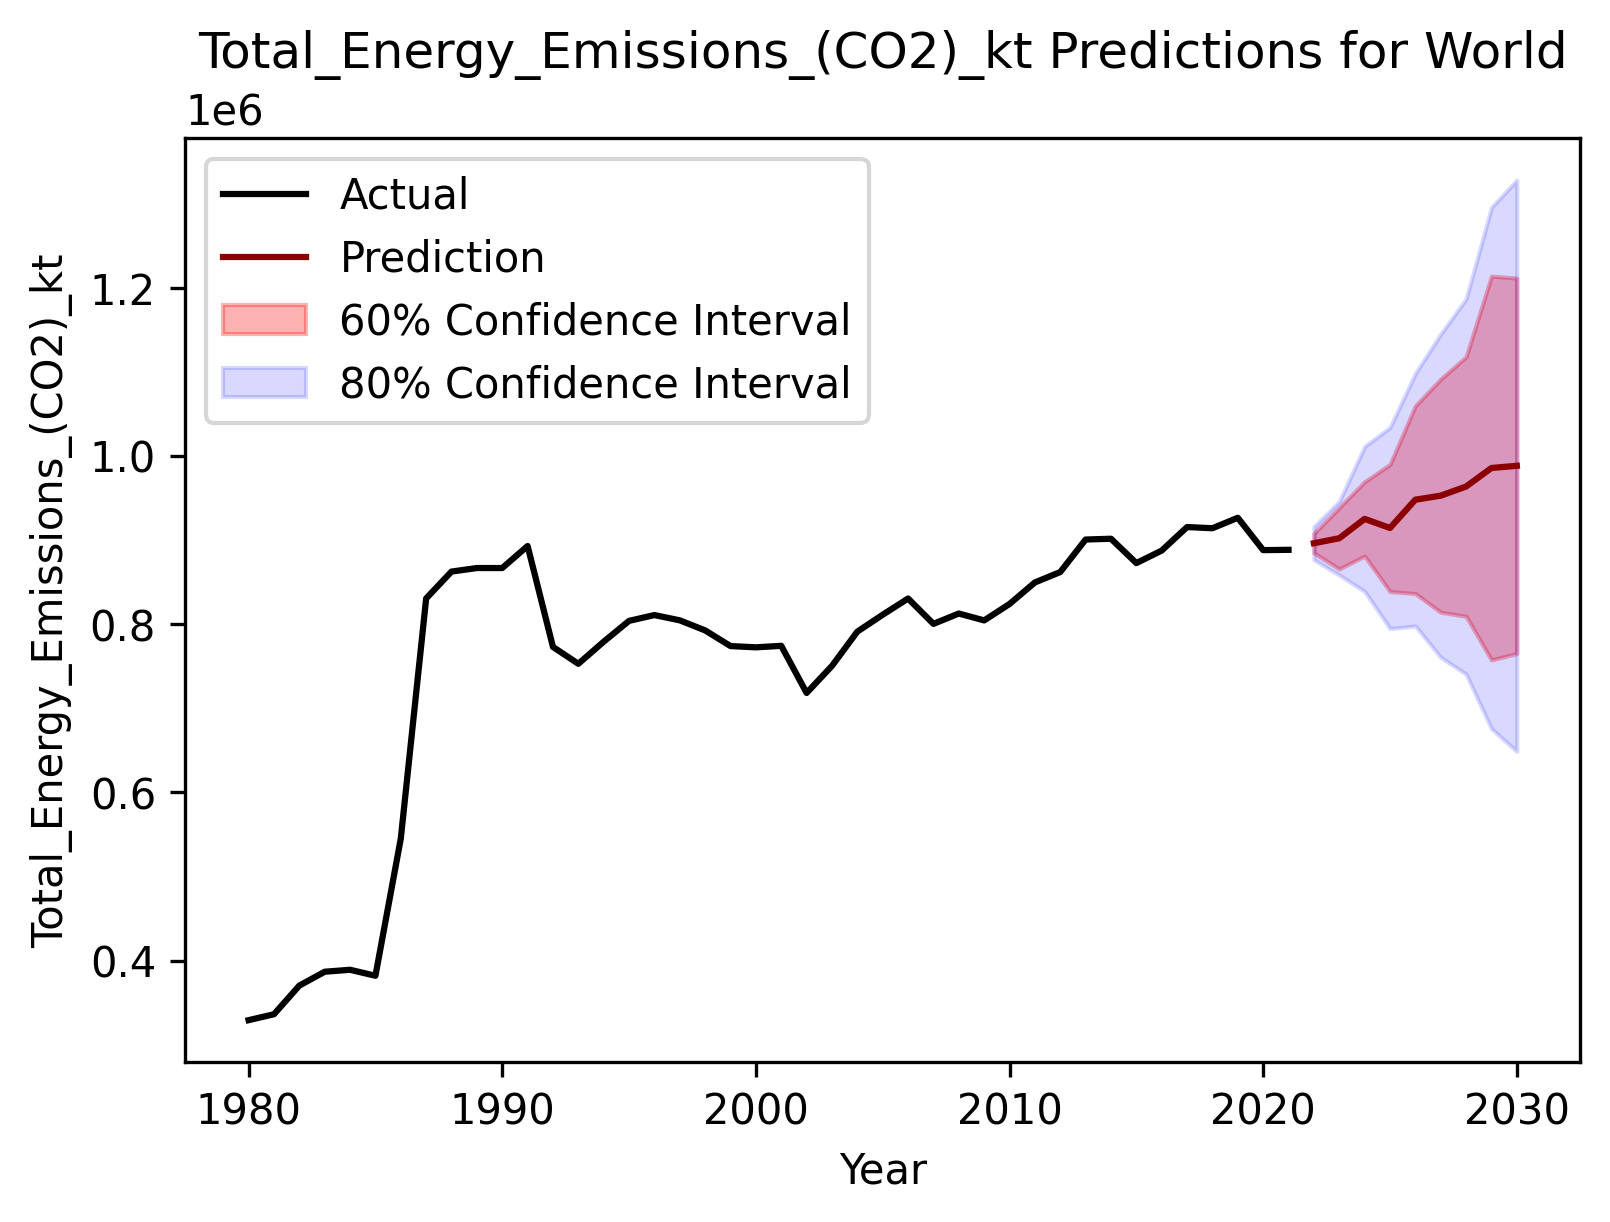 Total_Energy_Emissions_(CO2)_kt Predictions for World
1e6
Actual
Prediction
60% Confidence Interval
80% Confidence Interval
Total_Energy_Emissions_(CO2)_kt
1.2
1.0
0.8
0.6
0.4
1980 1990 2000 2010 2020 2030
Year